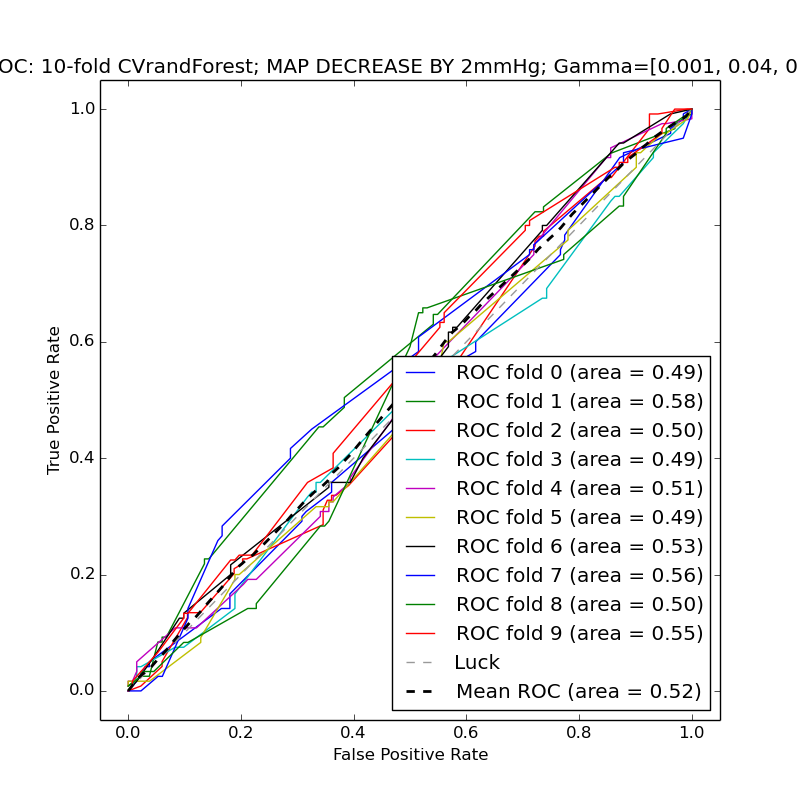 OC: 10-fold CVrandForest; MAP DECREASE BY 2mmHg; Gamma=[0.001, 0.04, 0
True Positive Rate
1.0
0.8
0.6
0.4
0.2
0.0
ROC fold 0 (area = 0.49)
ROC fold 1 (area = 0.58)
ROC fold 2 (area = 0.50)
ROC fold 3 (area = 0.49)
ROC fold 4 (area = 0.51)
ROC fold 5 (area = 0.49)
ROC fold 6 (area = 0.53)
ROC fold 7 (area = 0.56)
ROC fold 8 (area = 0.50)
ROC fold 9 (area = 0.55)
Luck
Mean ROC (area = 0.52)
0.0 0.2 0.4 0.6 0.8 1.0
False Positive Rate